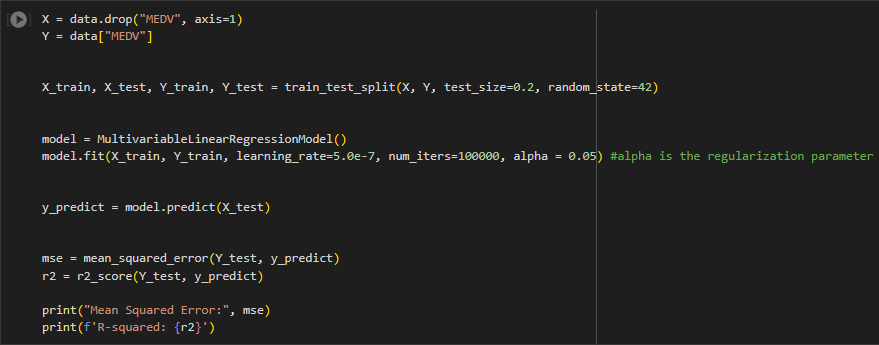 X = data.drop("MEDV", axis=1)
Y = data["MEDV"]
X_train, X_test, Y_train, Y_test = train_test_split(X, Y, test_size=0.2, random_state=42)
model = MultivariableLinearRegressionModel()
model.fit(X_train, Y_train, learning_rate=5.0e-7, num_iters=100000, alpha = 0.05) #alpha is the regularization parameter
y_predict = model.predict(X_test)
mse = mean_squared_error(Y_test, y_predict)
r2 = r2_score(Y_test, y_predict)
print("Mean Squared Error:", mse)
print(f'R-squared: {r2}')